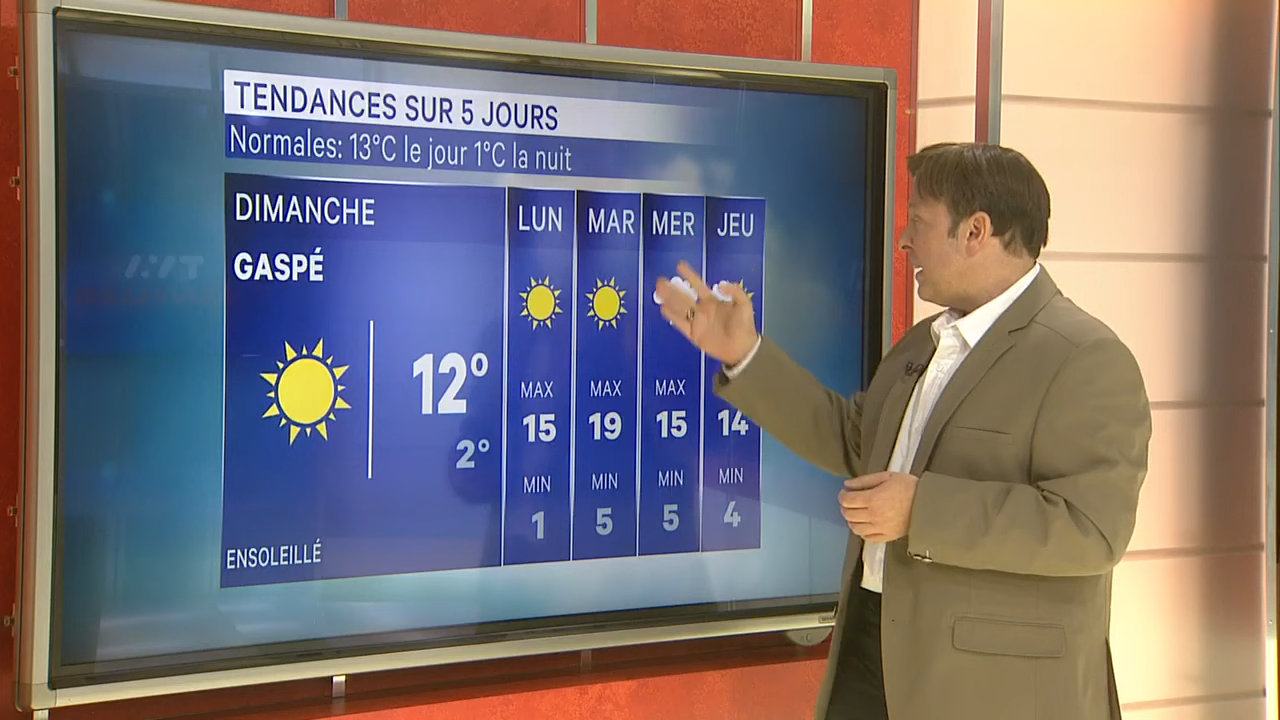 TENDANCES SUR 5 JOURS
Normales: 13°C le jour 1°C la nuit
DIMANCHE
GASPÉ
12°
2°
ENSOLEILLÉ
LUN
MAX
15
MIN
1
MAR
MAX
19
MIN
5
MER
MAX
15
MIN
5
JEU
14
MIN
4